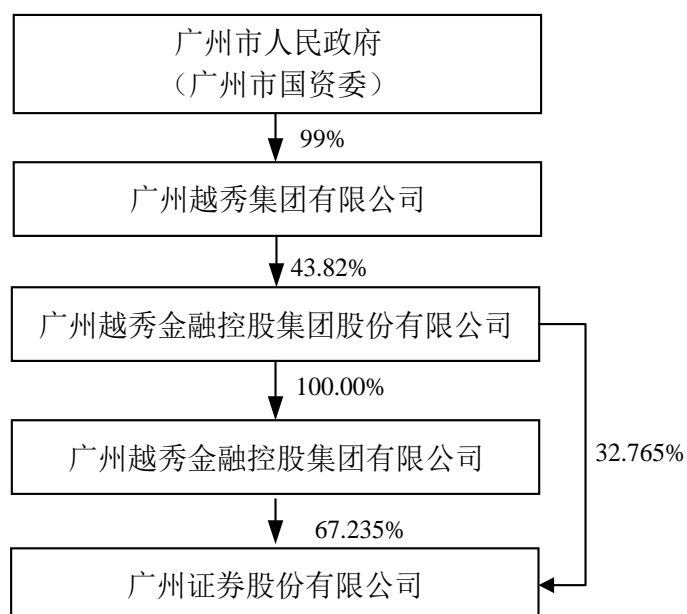 广州市人民政府
（广州市国资委）
99%
广州越秀集团有限公司
43.82%
广州越秀金融控股集团股份有限公司
100.00%
广州越秀金融控股集团有限公司
32.765%
67.235%
广州证券股份有限公司